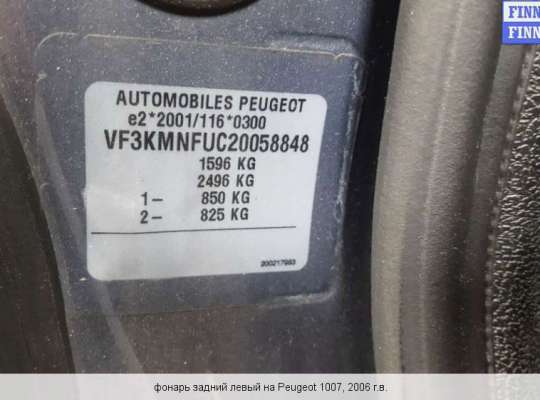 FINN
FINN
AUTOMOBILES PEUGEOT
e2*2001/116*0300
VF3KMNFUC20058848
1596 KG
2496 KG
1- 850 KG
2- 825 KG
200217983
фонарь задний левый на Peugeot 1007, 2006 г.в.